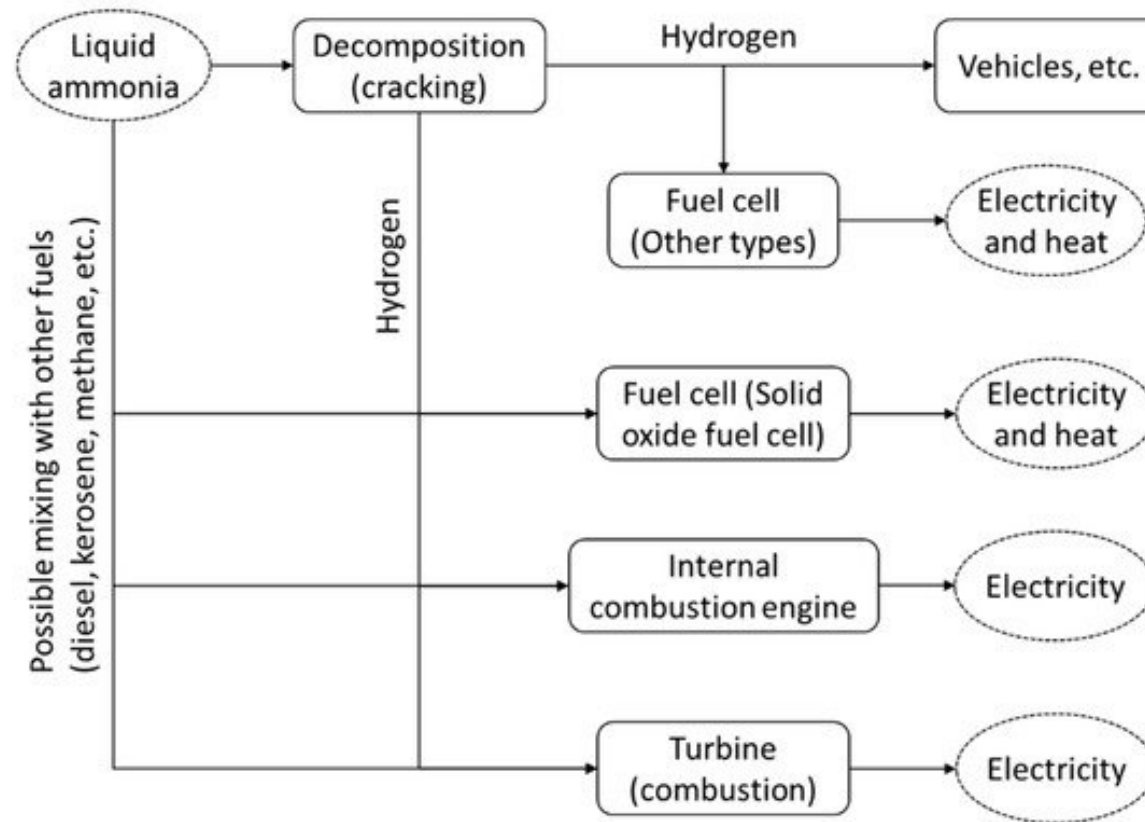 Liquid
ammonia
Decomposition
(cracking)
Hydrogen
Vehicles, etc.
Fuel cell
(Other types)
Electricity
and heat
Possible mixing with other fuels
(diesel, kerosene, methane, etc.)
Hydrogen
Fuel cell (Solid
oxide fuel cell)
Electricity
and heat
Internal
combustion engine
Electricity
Turbine
(combustion)
Electricity